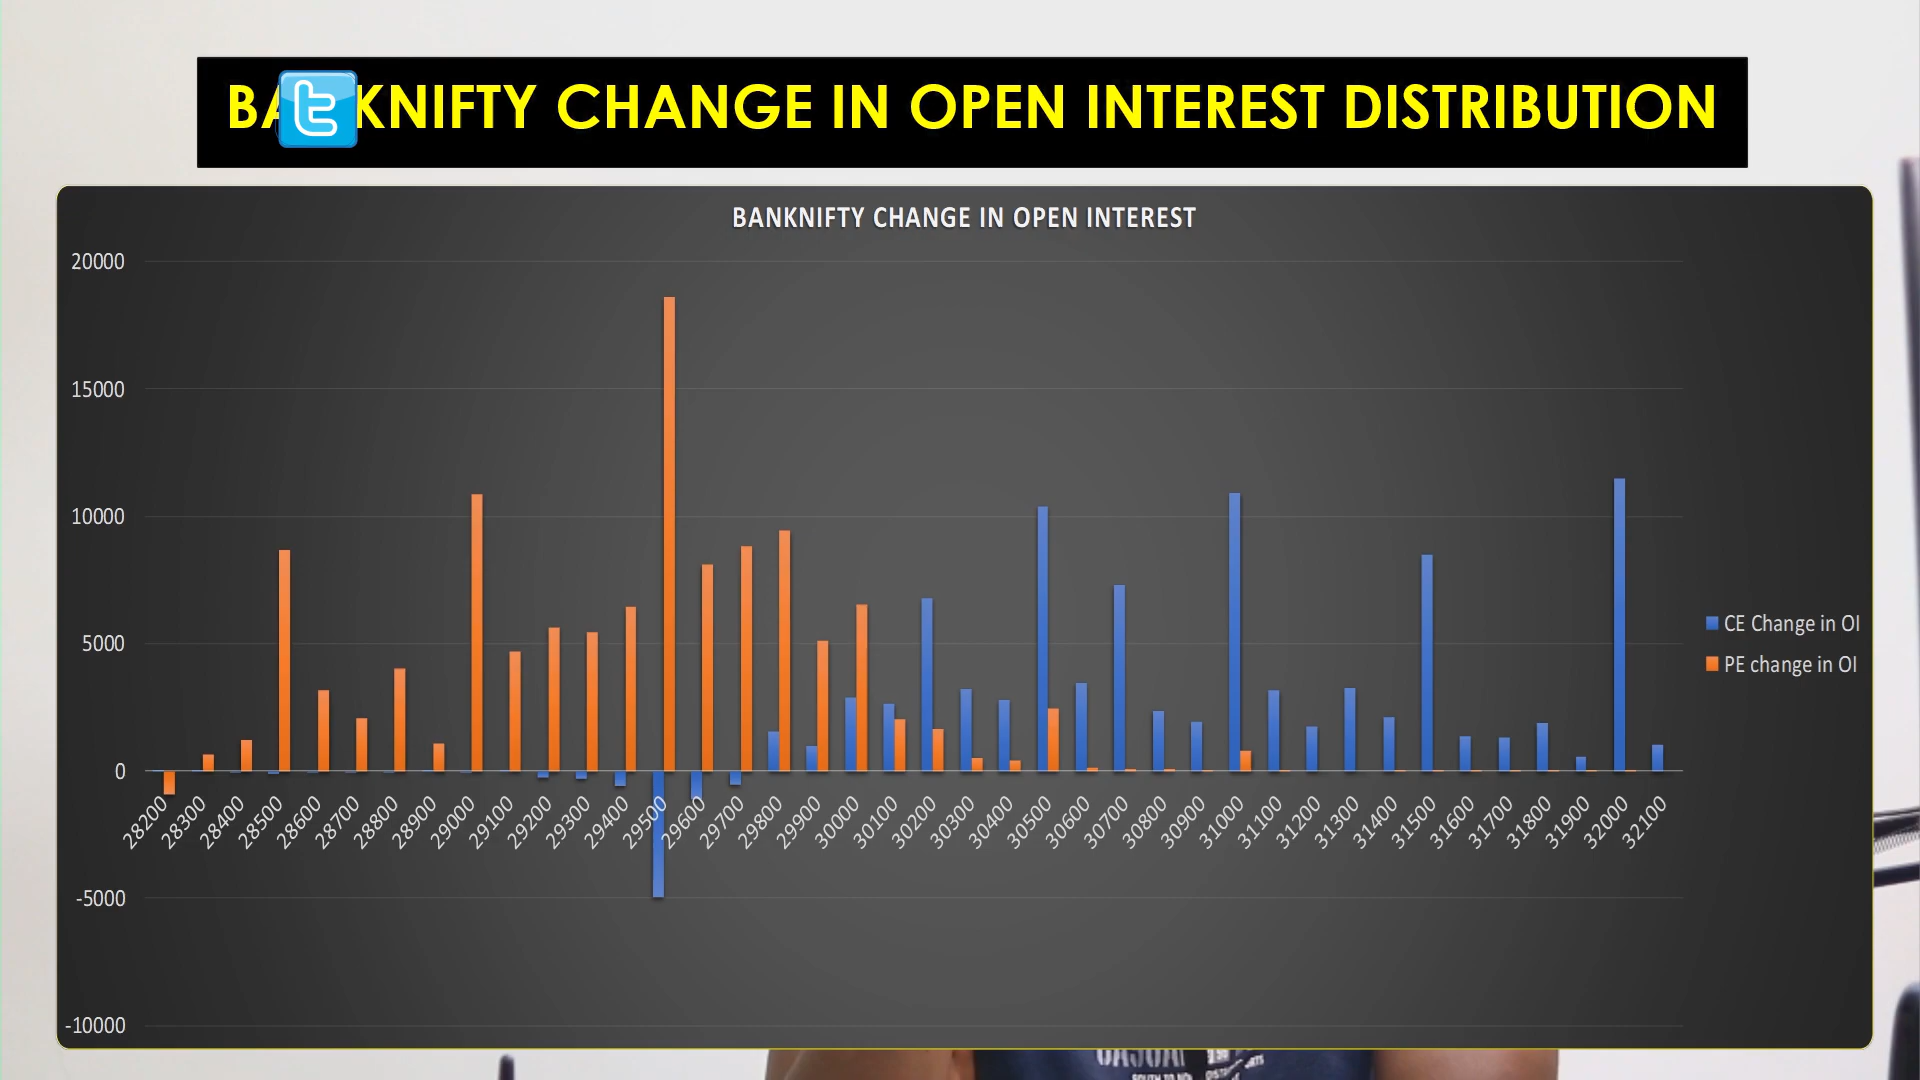 BANKNIFTY CHANGE IN OPEN INTEREST DISTRIBUTION
BANKNIFTY CHANGE IN OPEN INTEREST
20000
15000
10000
5000
0
-5000
-10000
28200 28300 28400 28500 28600 28700 28800 28900 29000 29100 29200 29300 29400 29500 29600 29700 29800 29900 30000 30100 30200 30300 30400 30500 30600 30700 30800 30900 31000 31100 31200 31300 31400 31500 31600 31700 31800 31900 32000 32100
CE Change in OI
PE change in OI